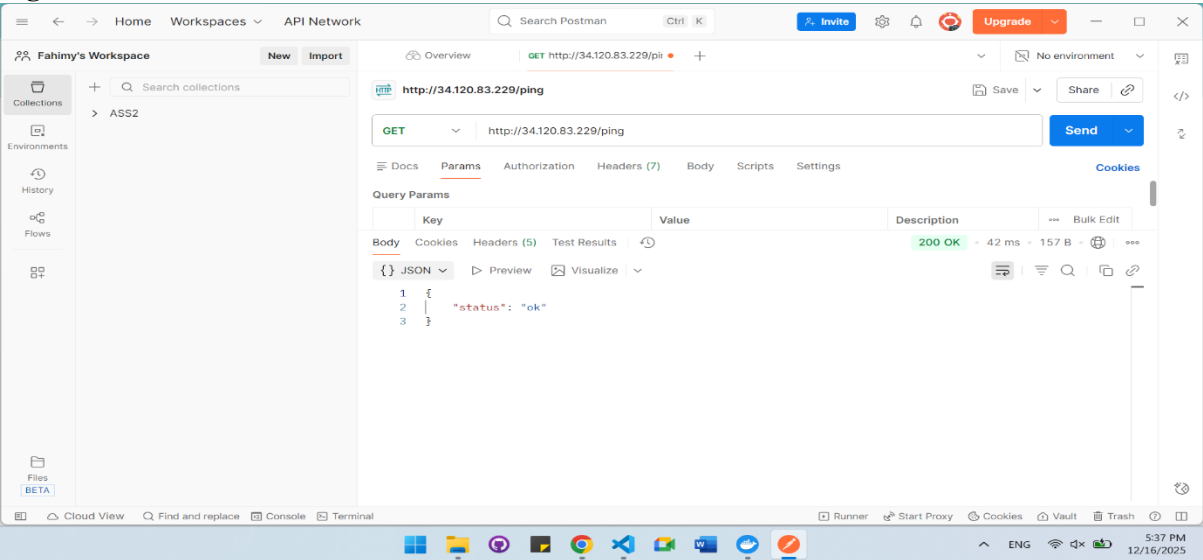 Home Workspaces API Network Search Postman Ctrl K Invite Upgrade
Fahimy's Workspace New Import Overview GET http://34.120.83.229/pi No environment
Collections
Environments
History
Flows
Files
BETA
Search collections
ASS2
HTTP http://34.120.83.229/ping Save Share
GET http://34.120.83.229/ping Send
Docs Params Authorization Headers (7) Body Scripts Settings Cookies
Query Params
Key Value Description Bulk Edit
Body Cookies Headers (5) Test Results 200 OK 42 ms 157 B
{} JSON Preview Visualize
1 {
2 "status": "ok"
3 }
Cloud View Find and replace Console Terminal Runner Start Proxy Cookies Vault Trash
ENG 5:37 PM
12/16/2025